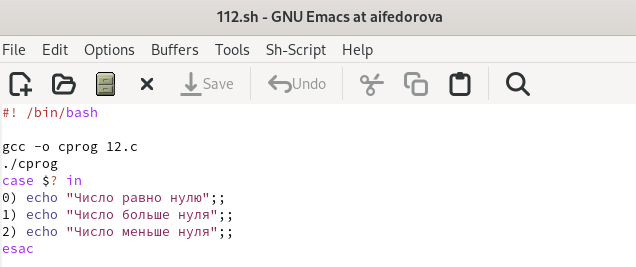 112.sh - GNU Emacs at aifedorova
File Edit Options Buffers Tools Sh-Script Help
Save Undo
#! /bin/bash
gcc -o cprog 12.c
./cprog
case $? in
0) echo "Число равно нулю";;
1) echo "Число больше нуля";;
2) echo "Число меньше нуля";;
esac